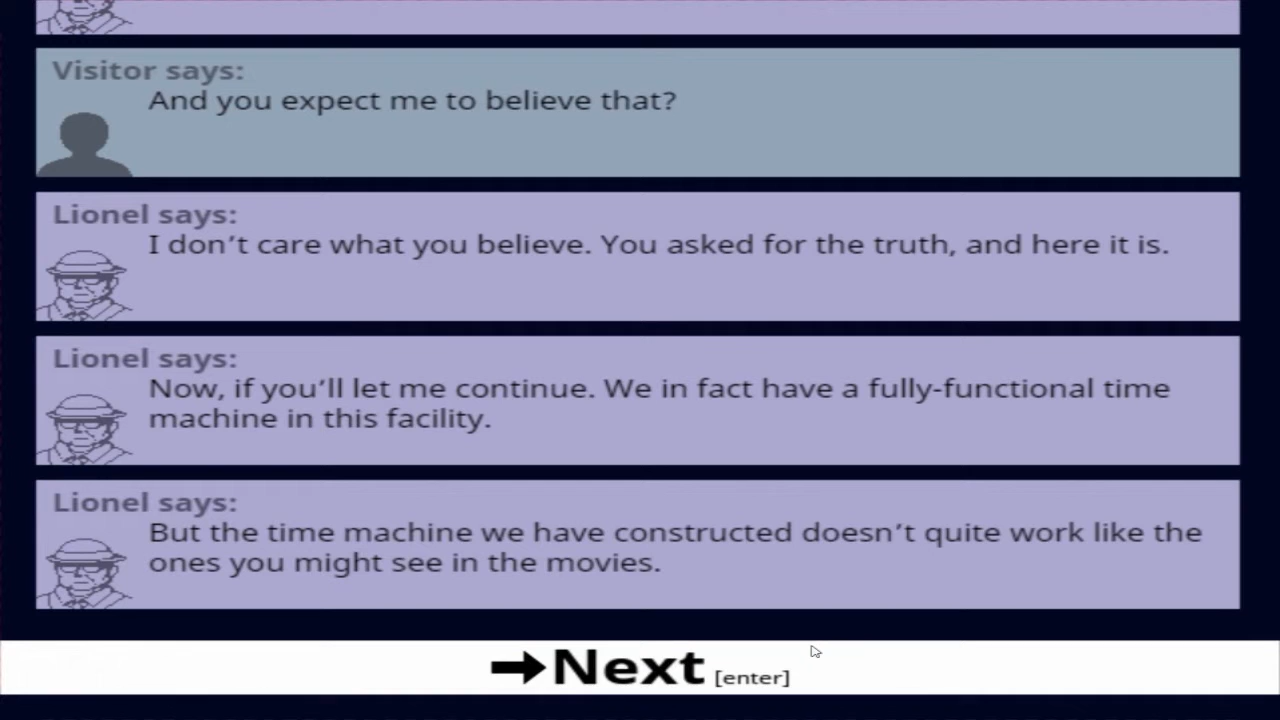 Visitor says:
And you expect me to believe that?
Lionel says:
I don’t care what you believe. You asked for the truth, and here it is.
Lionel says:
Now, if you’ll let me continue. We in fact have a fully-functional time
machine in this facility.
Lionel says:
But the time machine we have constructed doesn’t quite work like the
ones you might see in the movies.
➡Next [enter]